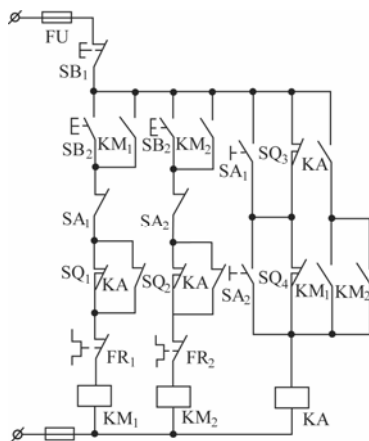 FU
SB₁
SB₂ KM₁ SB₂ KM₂ SA₁ SQ₃ KA
SA₁ SA₂
SQ₁ KA SQ₂ KA SA₂ SQ₄ KM₁ KM₂
FR₁ FR₂
KM₁ KM₂ KA